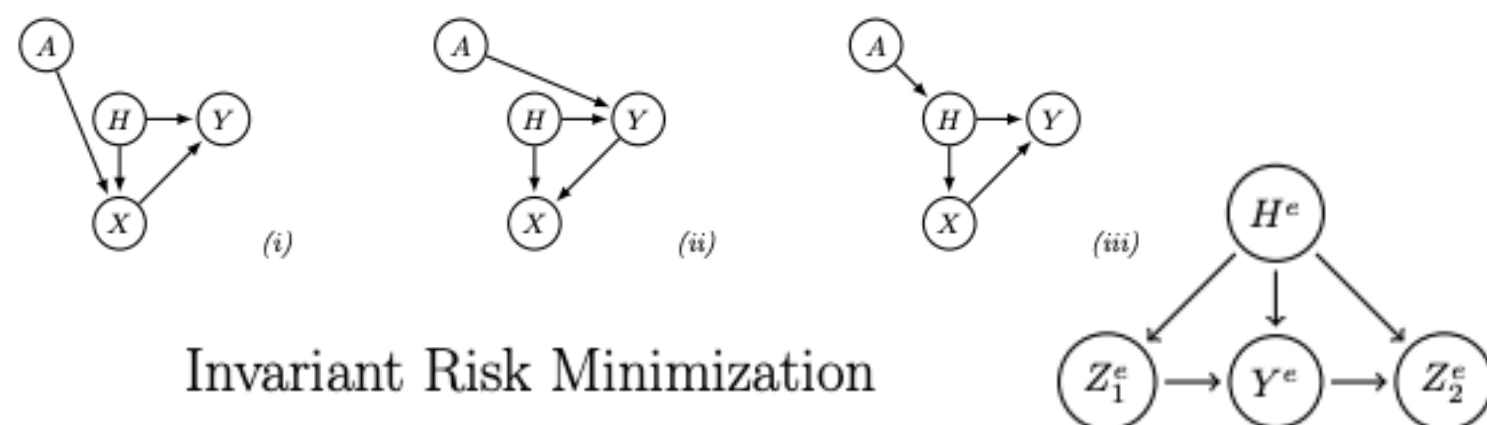 A
A
A
H
Y
H
Y
H
Y
X
(i)
X
(ii)
X
(iii)
H^e
Invariant Risk Minimization
Z_1^e
Y^e
Z_2^e